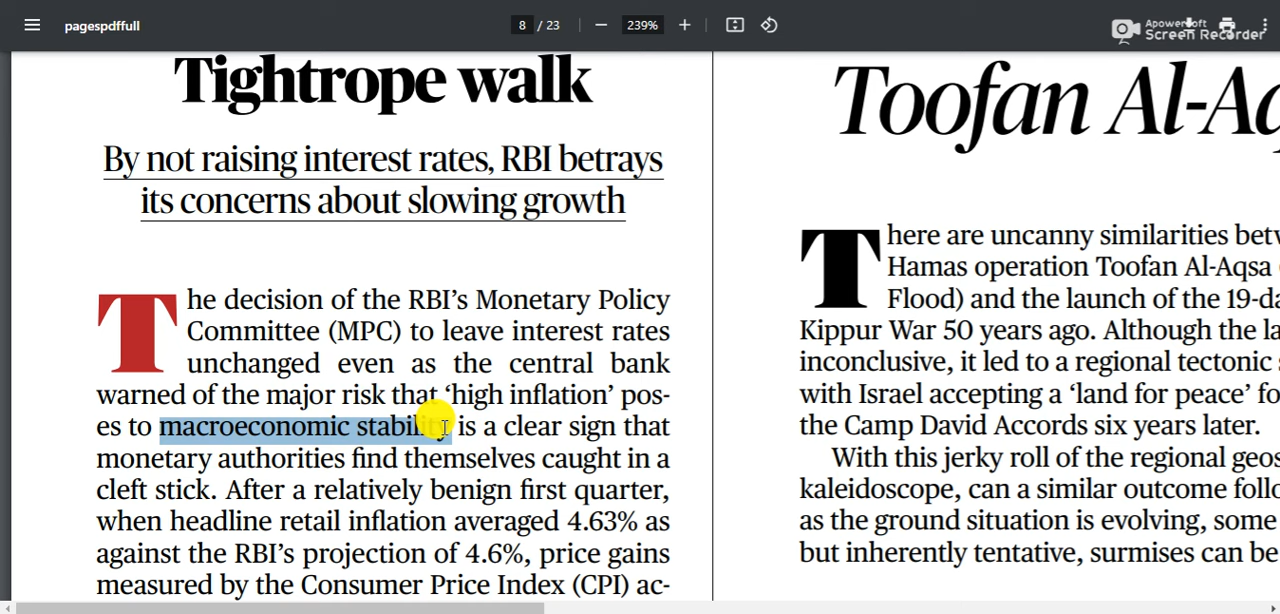 pagespdffull
8 / 23
239%
Apowersoft
Screen Recorder
Tightrope walk
By not raising interest rates, RBI betrays
its concerns about slowing growth
The decision of the RBI’s Monetary Policy
Committee (MPC) to leave interest rates
unchanged even as the central bank
warned of the major risk that ‘high inflation’ pos-
es to macroeconomic stability is a clear sign that
monetary authorities find themselves caught in a
cleft stick. After a relatively benign first quarter,
when headline retail inflation averaged 4.63% as
against the RBI’s projection of 4.6%, price gains
measured by the Consumer Price Index (CPI) ac-
Toofan Al-Aq
There are uncanny similarities betw
Hamas operation Toofan Al-Aqsa
Flood) and the launch of the 19-da
Kippur War 50 years ago. Although the la
inconclusive, it led to a regional tectonic s
with Israel accepting a ‘land for peace’ fo
the Camp David Accords six years later.
With this jerky roll of the regional geos
kaleidoscope, can a similar outcome follo
as the ground situation is evolving, some
but inherently tentative, surmises can be